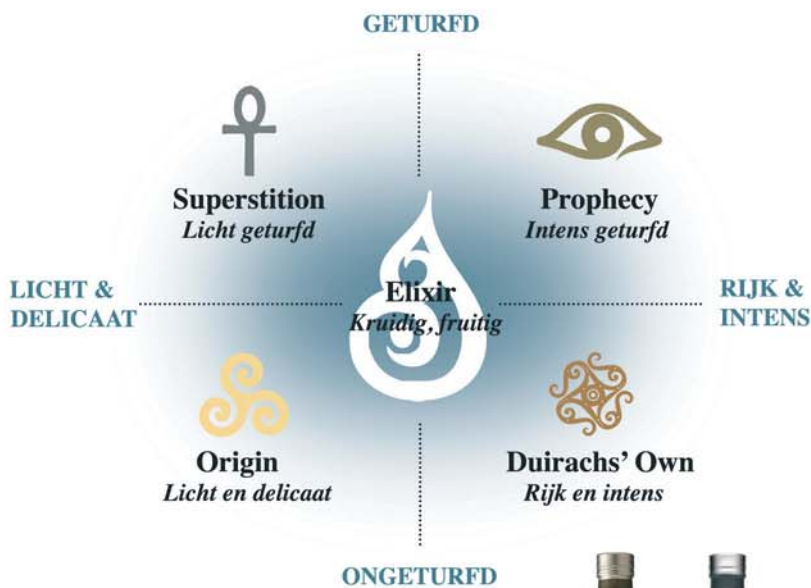 GETURFD
Superstition
Licht geturfd
Prophecy
Intens geturfd
LICHT &
DELICAAT
Elixir
Kruidig, fruitig
RIJK &
INTENS
Origin
Licht en delicaat
Duirachs' Own
Rijk en intens
ONGETURFD